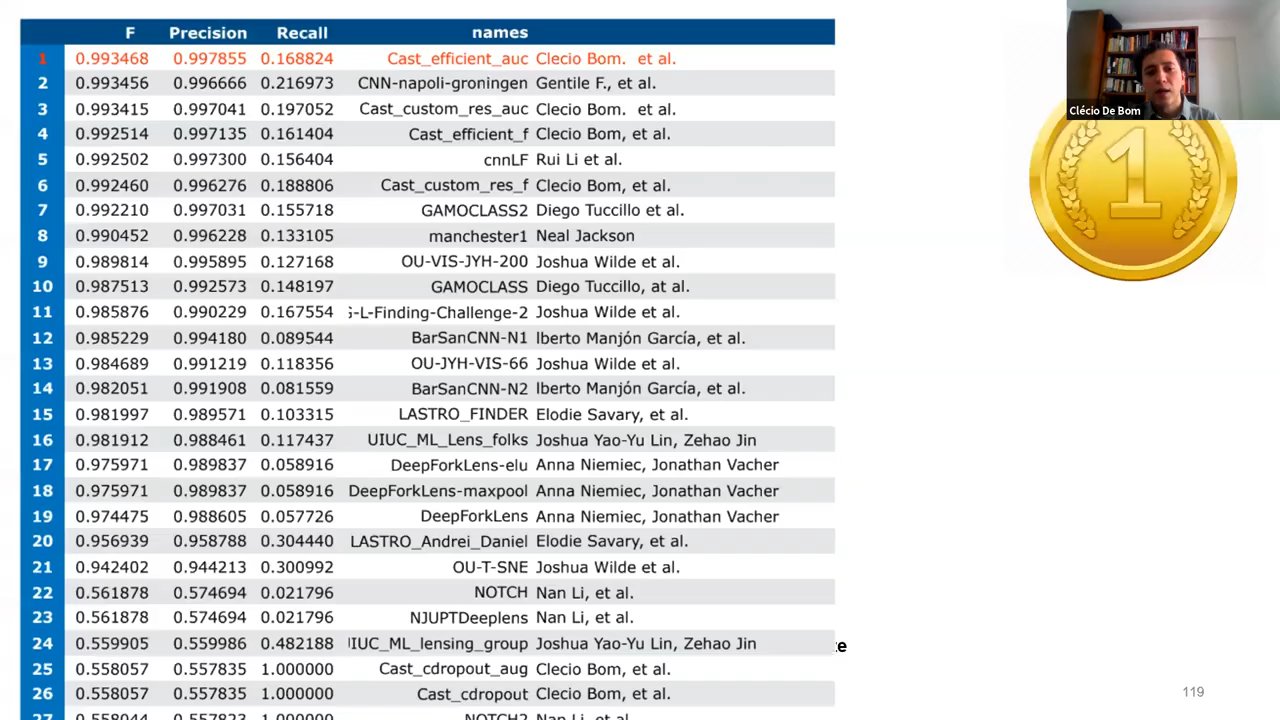 F Precision Recall names
1 0.993468 0.997855 0.168824 Cast_efficient_auc Clecio Bom. et al.
2 0.993456 0.996666 0.216973 CNN-napoli-groningen Gentile F., et al.
3 0.993415 0.997041 0.197052 Cast_custom_res_auc Clecio Bom. et al.
4 0.992514 0.997135 0.161404 Cast_efficient_f Clecio Bom, et al.
5 0.992502 0.997300 0.156404 cnnLF Rui Li et al.
6 0.992460 0.996276 0.188806 Cast_custom_res_f Clecio Bom, et al.
7 0.992210 0.997031 0.155718 GAMOCLASS2 Diego Tuccillo et al.
8 0.990452 0.996228 0.133105 manchester1 Neal Jackson
9 0.989814 0.995895 0.127168 OU-VIS-JYH-200 Joshua Wilde et al.
10 0.987513 0.992573 0.148197 GAMOCLASS Diego Tuccillo, at al.
11 0.985876 0.990229 0.167554 -L-Finding-Challenge-2 Joshua Wilde et al.
12 0.985229 0.994180 0.089544 BarSanCNN-N1 lberto Manjón García, et al.
13 0.984689 0.991219 0.118356 OU-JYH-VIS-66 Joshua Wilde et al.
14 0.982051 0.991908 0.081559 BarSanCNN-N2 lberto Manjón García, et al.
15 0.981997 0.989571 0.103315 LASTRO_FINDER Elodie Savary, et al.
16 0.981912 0.988461 0.117437 UIUC_ML_Lens_folks Joshua Yao-Yu Lin, Zehao Jin
17 0.975971 0.989837 0.058916 DeepForkLens-elu Anna Niemiec, Jonathan Vacher
18 0.975971 0.989837 0.058916 DeepForkLens-maxpool Anna Niemiec, Jonathan Vacher
19 0.974475 0.988605 0.057726 DeepForkLens Anna Niemiec, Jonathan Vacher
20 0.956939 0.958788 0.304440 LASTRO_Andrei_Daniel Elodie Savary, et al.
21 0.942402 0.944213 0.300992 OU-T-SNE Joshua Wilde et al.
22 0.561878 0.574694 0.021796 NOTCH Nan Li, et al.
23 0.561878 0.574694 0.021796 NJUPTDeeplens Nan Li, et al.
24 0.559905 0.559986 0.482188 IUC_ML_lensing_group Joshua Yao-Yu Lin, Zehao Jin
25 0.558057 0.557835 1.000000 Cast_cdropout_aug Clecio Bom, et al.
26 0.558057 0.557835 1.000000 Cast_cdropout Clecio Bom, et al.
27 0.558044 0.557823 1.000000 NOTCH2 Nan Li, et al.
Clécio De Bom
1
te
119